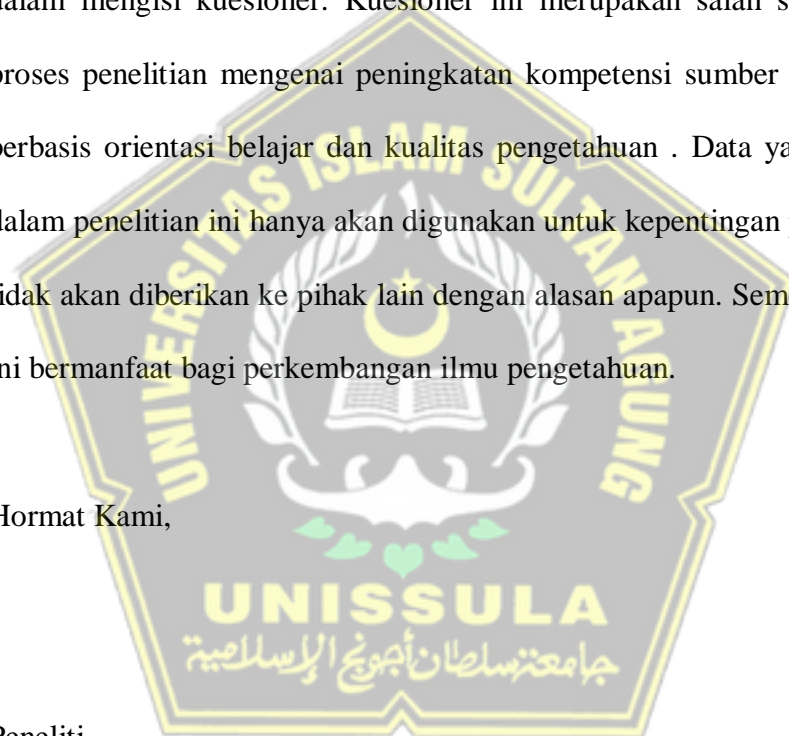 dalam mengisi kuesioner. Kuesioner ini merupakan salah s
proses penelitian mengenai peningkatan kompetensi sumber
berbasis orientasi belajar dan kualitas pengetahuan . Data ya
dalam penelitian ini hanya akan digunakan untuk kepentingan p
tidak akan diberikan ke pihak lain dengan alasan apapun. Sem
ini bermanfaat bagi perkembangan ilmu pengetahuan.
UNIVERSITAS ISLAM SULTAN AGUNG
Hormat Kami,
UNISSULA
جامعتنسلطان أجونج الإسلامية
Peneliti